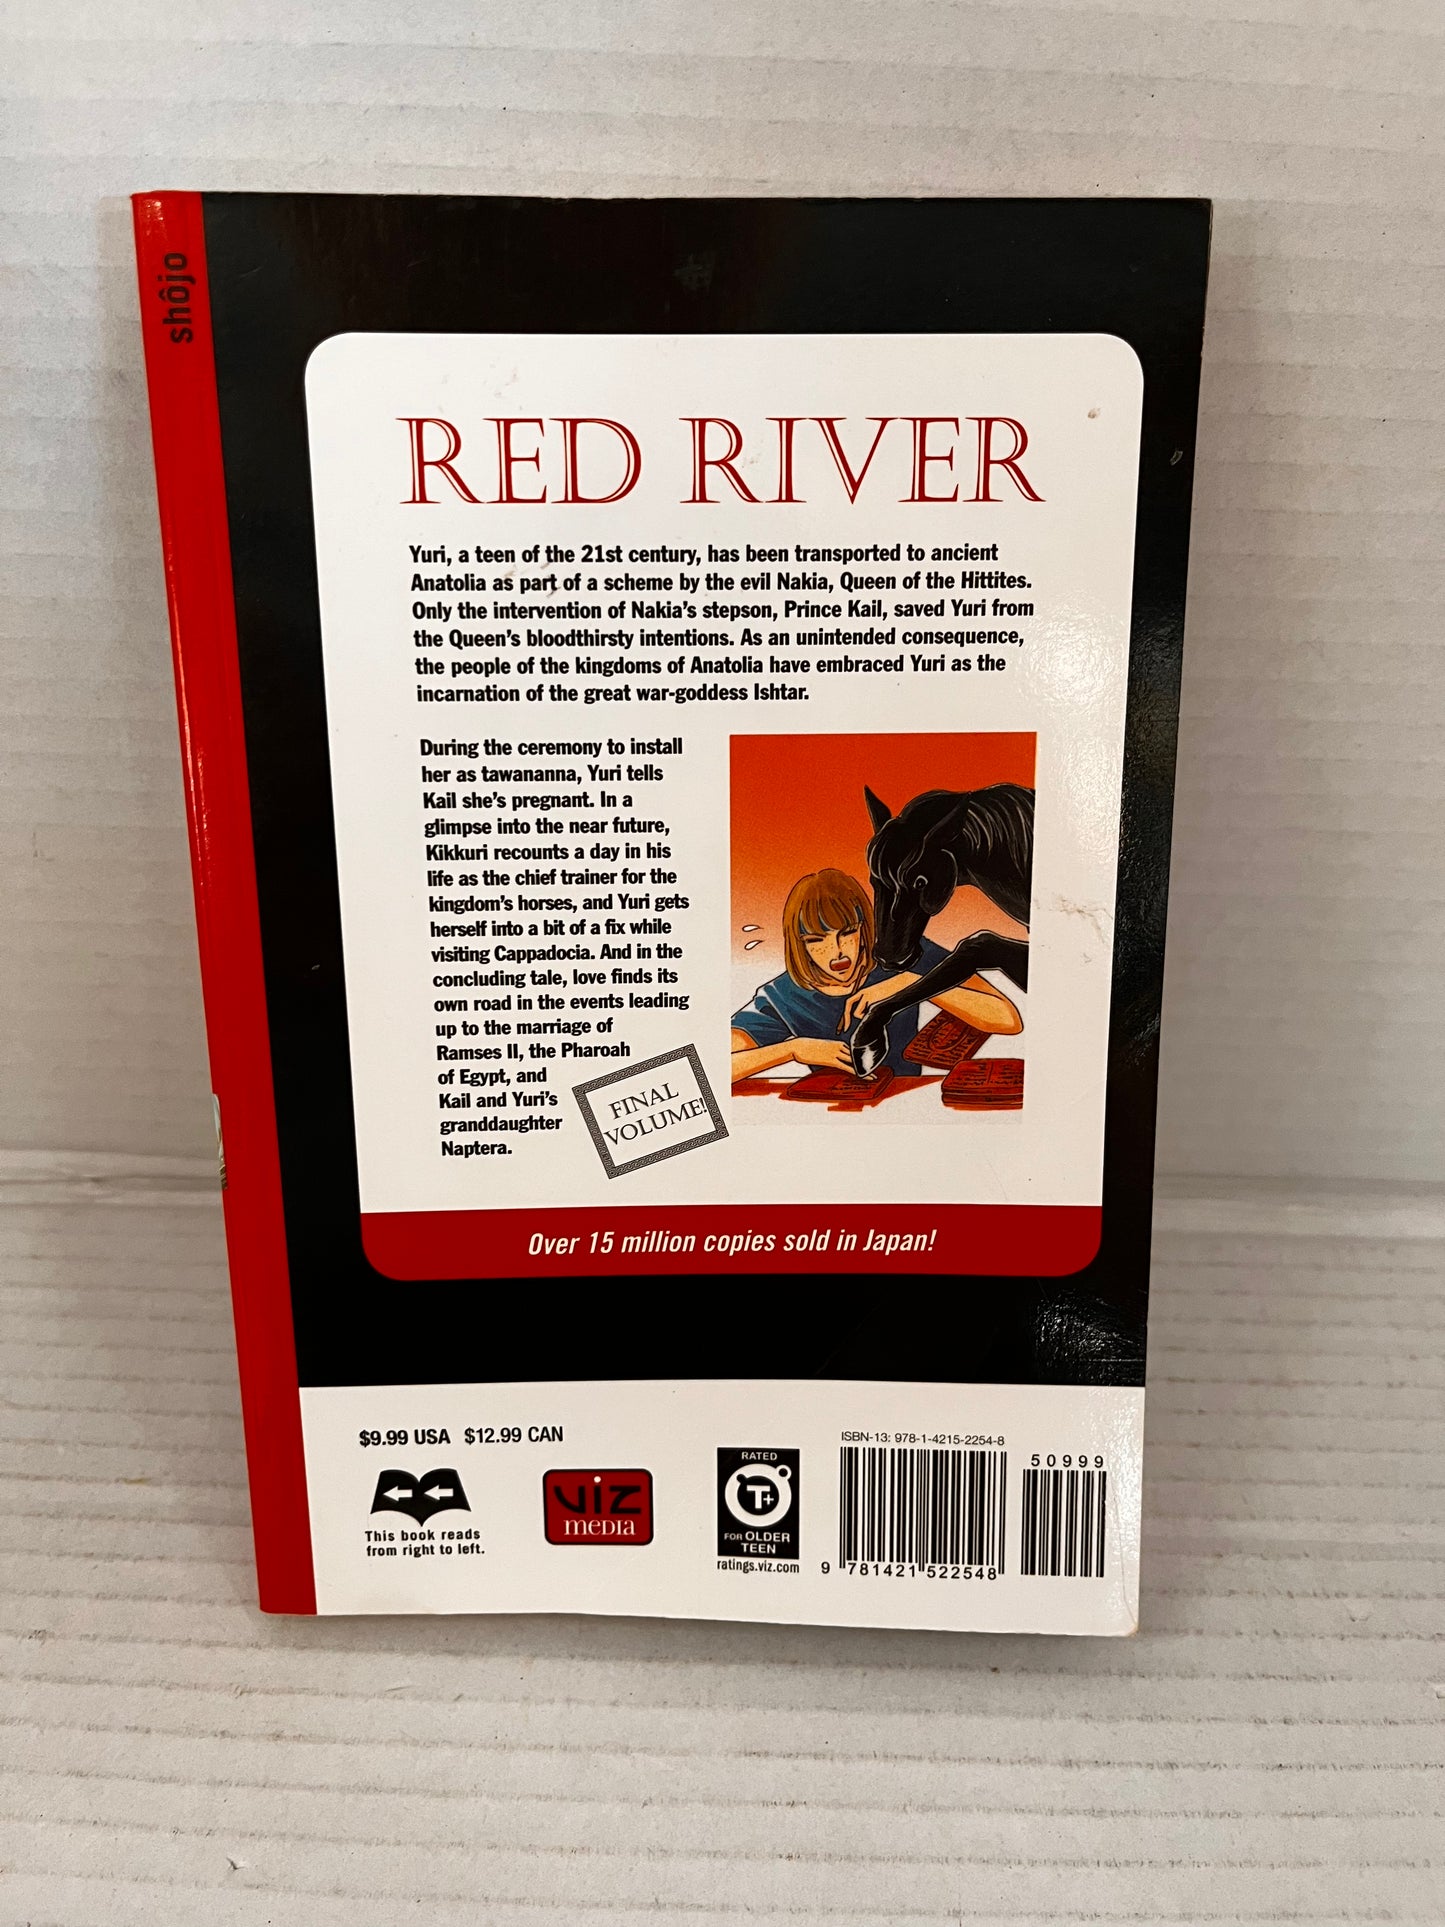 shôjo
RED RIVER
Yuri, a teen of the 21st century, has been transported to ancient
Anatolia as part of a scheme by the evil Nakia, Queen of the Hittites.
Only the intervention of Nakia's stepson, Prince Kail, saved Yuri from
the Queen's bloodthirsty intentions. As an unintended consequence,
the people of the kingdoms of Anatolia have embraced Yuri as the
incarnation of the great war-goddess Ishtar.
During the ceremony to install
her as tawananna, Yuri tells
Kail she's pregnant. In a
glimpse into the near future,
Kikkuri recounts a day in his
life as the chief trainer for the
kingdom's horses, and Yuri gets
herself into a bit of a fix while
visiting Cappadocia. And in the
concluding tale, love finds its
own road in the events leading
up to the marriage of
Ramses II, the Pharoah
of Egypt, and
Kail and Yuri's
granddaughter
Naptera.
FINAL
VOLUME!
Over 15 million copies sold in Japan!
$9.99 USA $12.99 CAN
This book reads
from right to left.
VIZ
MEDIA
RATED
T+
FOR OLDER
TEEN
ratings.viz.com
ISBN-13: 978-1-4215-2254-8
50999
9 781421 522548